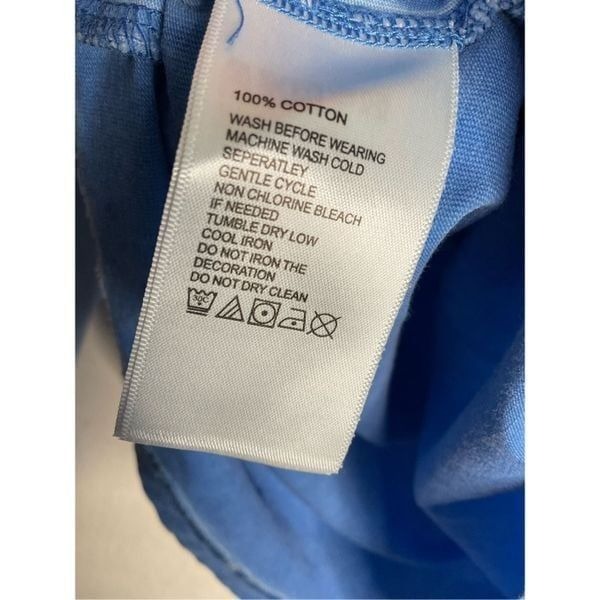 100% COTTON
WASH BEFORE WEARING
MACHINE WASH COLD
SEPERATLEY
GENTLE CYCLE
NON CHLORINE BLEACH
IF NEEDED
TUMBLE DRY LOW
COOL IRON
DO NOT IRON THE
DECORATION
DO NOT DRY CLEAN
30C